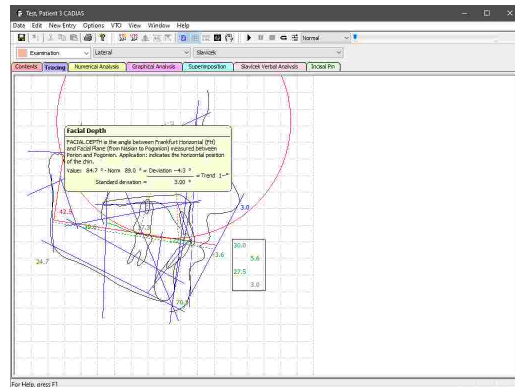 Test, Patient 3 CADIAS
Date Edit New Entry Options VTO View Window Help
Normal
Examination Lateral Slavicek
Contents Tracing Numerical Analysis Graphical Analysis Superimposition Slavicek Verbal Analysis Incisal Pin
Facial Depth
FACIAL DEPTH is the angle between Frankfurt Horizontal (FH)
and Facial Plane (from Nasion to Pogonion) measured between
Porion and Pogonion. Application: indicates the horizontal position
of the chin.
Value: 84.7 ° - Norm 89.0 ° = Deviation -4.3 °
= Trend 1-*
Standard deviation = 3.00 °
3.0
42.5
27.3
-3.6
30.0
5.6
24.7
27.5
3.0
For Help, press F1